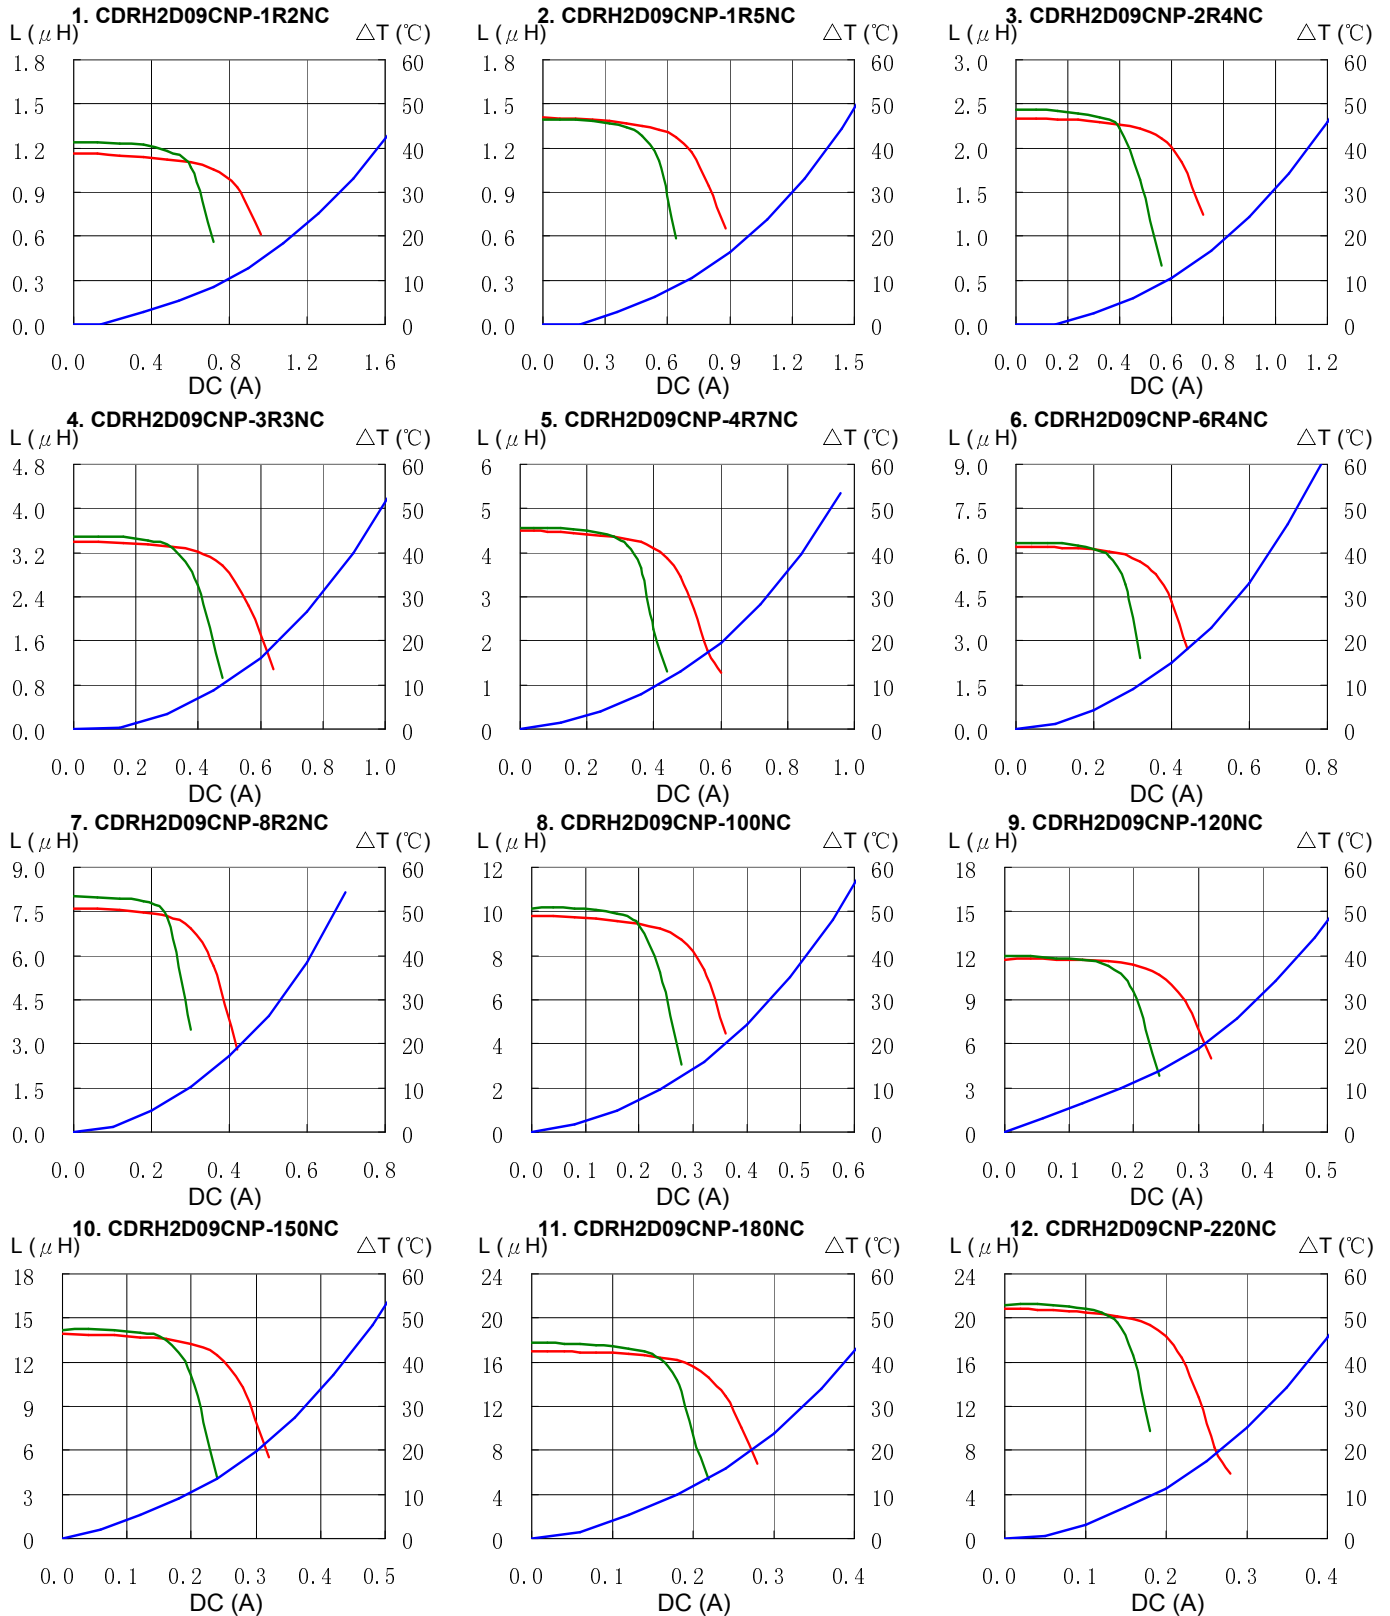 1. CDRH2D09CNP-1R2NC
L (μH) △T (℃)
1.8 60
1.5 50
1.2 40
0.9 30
0.6 20
0.3 10
0.0 0
0.0 0.4 0.8 1.2 1.6
DC (A)
2. CDRH2D09CNP-1R5NC
L (μH) △T (℃)
1.8 60
1.5 50
1.2 40
0.9 30
0.6 20
0.3 10
0.0 0
0.0 0.3 0.6 0.9 1.2 1.5
DC (A)
3. CDRH2D09CNP-2R4NC
L (μH) △T (℃)
3.0 60
2.5 50
2.0 40
1.5 30
1.0 20
0.5 10
0.0 0
0.0 0.2 0.4 0.6 0.8 1.0 1.2
DC (A)
4. CDRH2D09CNP-3R3NC
L (μH) △T (℃)
4.8 60
4.0 50
3.2 40
2.4 30
1.6 20
0.8 10
0.0 0
0.0 0.2 0.4 0.6 0.8 1.0
DC (A)
5. CDRH2D09CNP-4R7NC
L (μH) △T (℃)
6 60
5 50
4 40
3 30
2 20
1 10
0 0
0.0 0.2 0.4 0.6 0.8 1.0
DC (A)
6. CDRH2D09CNP-6R4NC
L (μH) △T (℃)
9.0 60
7.5 50
6.0 40
4.5 30
3.0 20
1.5 10
0.0 0
0.0 0.2 0.4 0.6 0.8
DC (A)
7. CDRH2D09CNP-8R2NC
L (μH) △T (℃)
9.0 60
7.5 50
6.0 40
4.5 30
3.0 20
1.5 10
0.0 0
0.0 0.2 0.4 0.6 0.8
DC (A)
8. CDRH2D09CNP-100NC
L (μH) △T (℃)
12 60
10 50
8 40
6 30
4 20
2 10
0 0
0.0 0.1 0.2 0.3 0.4 0.5 0.6
DC (A)
9. CDRH2D09CNP-120NC
L (μH) △T (℃)
18 60
15 50
12 40
9 30
6 20
3 10
0 0
0.0 0.1 0.2 0.3 0.4 0.5
DC (A)
10. CDRH2D09CNP-150NC
L (μH) △T (℃)
18 60
15 50
12 40
9 30
6 20
3 10
0 0
0.0 0.1 0.2 0.3 0.4 0.5
DC (A)
11. CDRH2D09CNP-180NC
L (μH) △T (℃)
24 60
20 50
16 40
12 30
8 20
4 10
0 0
0.0 0.1 0.2 0.3 0.4
DC (A)
12. CDRH2D09CNP-220NC
L (μH) △T (℃)
24 60
20 50
16 40
12 30
8 20
4 10
0 0
0.0 0.1 0.2 0.3 0.4
DC (A)